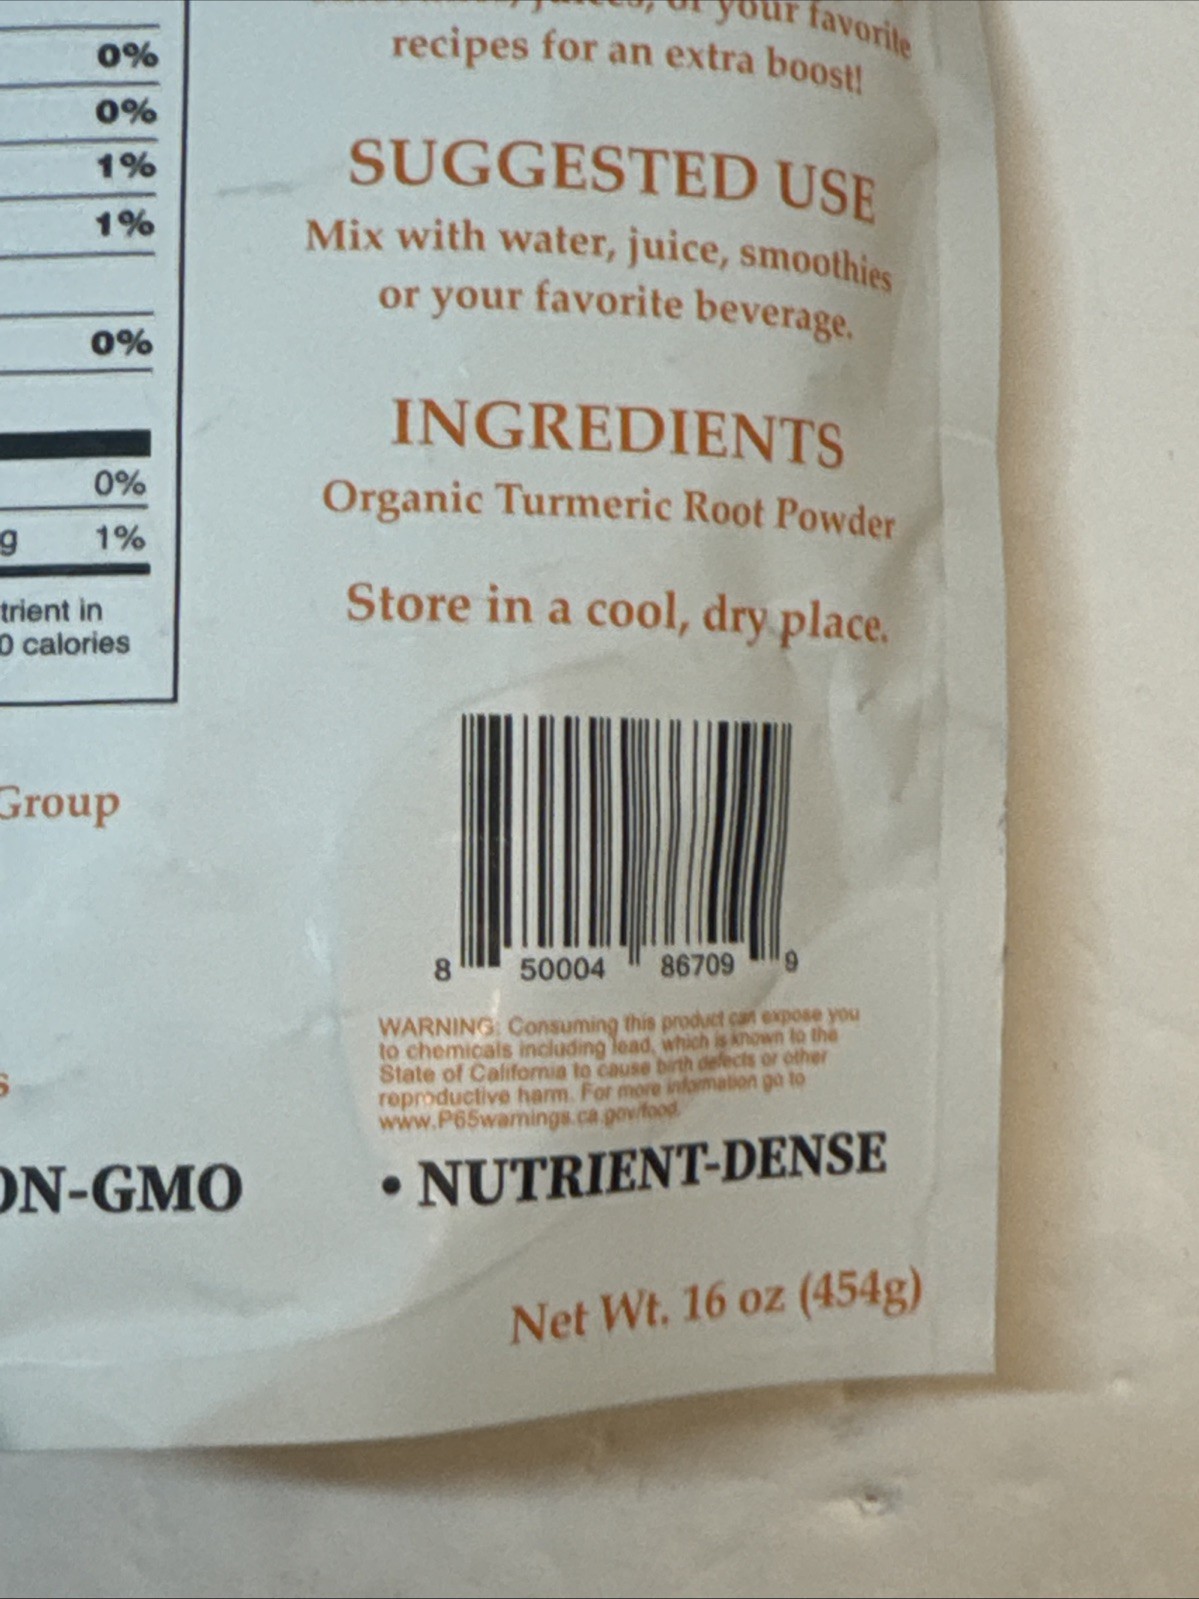 or your favorite
recipes for an extra boost!
SUGGESTED USE
Mix with water, juice, smoothies
or your favorite beverage.
INGREDIENTS
Organic Turmeric Root Powder
Store in a cool, dry place.
0%
0%
1%
1%
0%
0%
g 1%
trient in
0 calories
Group
8 50004 86709 9
WARNING: Consuming this product can expose you
to chemicals including lead, which is known to the
State of California to cause birth defects or other
reproductive harm. For more information go to
www.P65warnings.ca.gov/food.
s
ON-GMO • NUTRIENT-DENSE
Net Wt. 16 oz (454g)